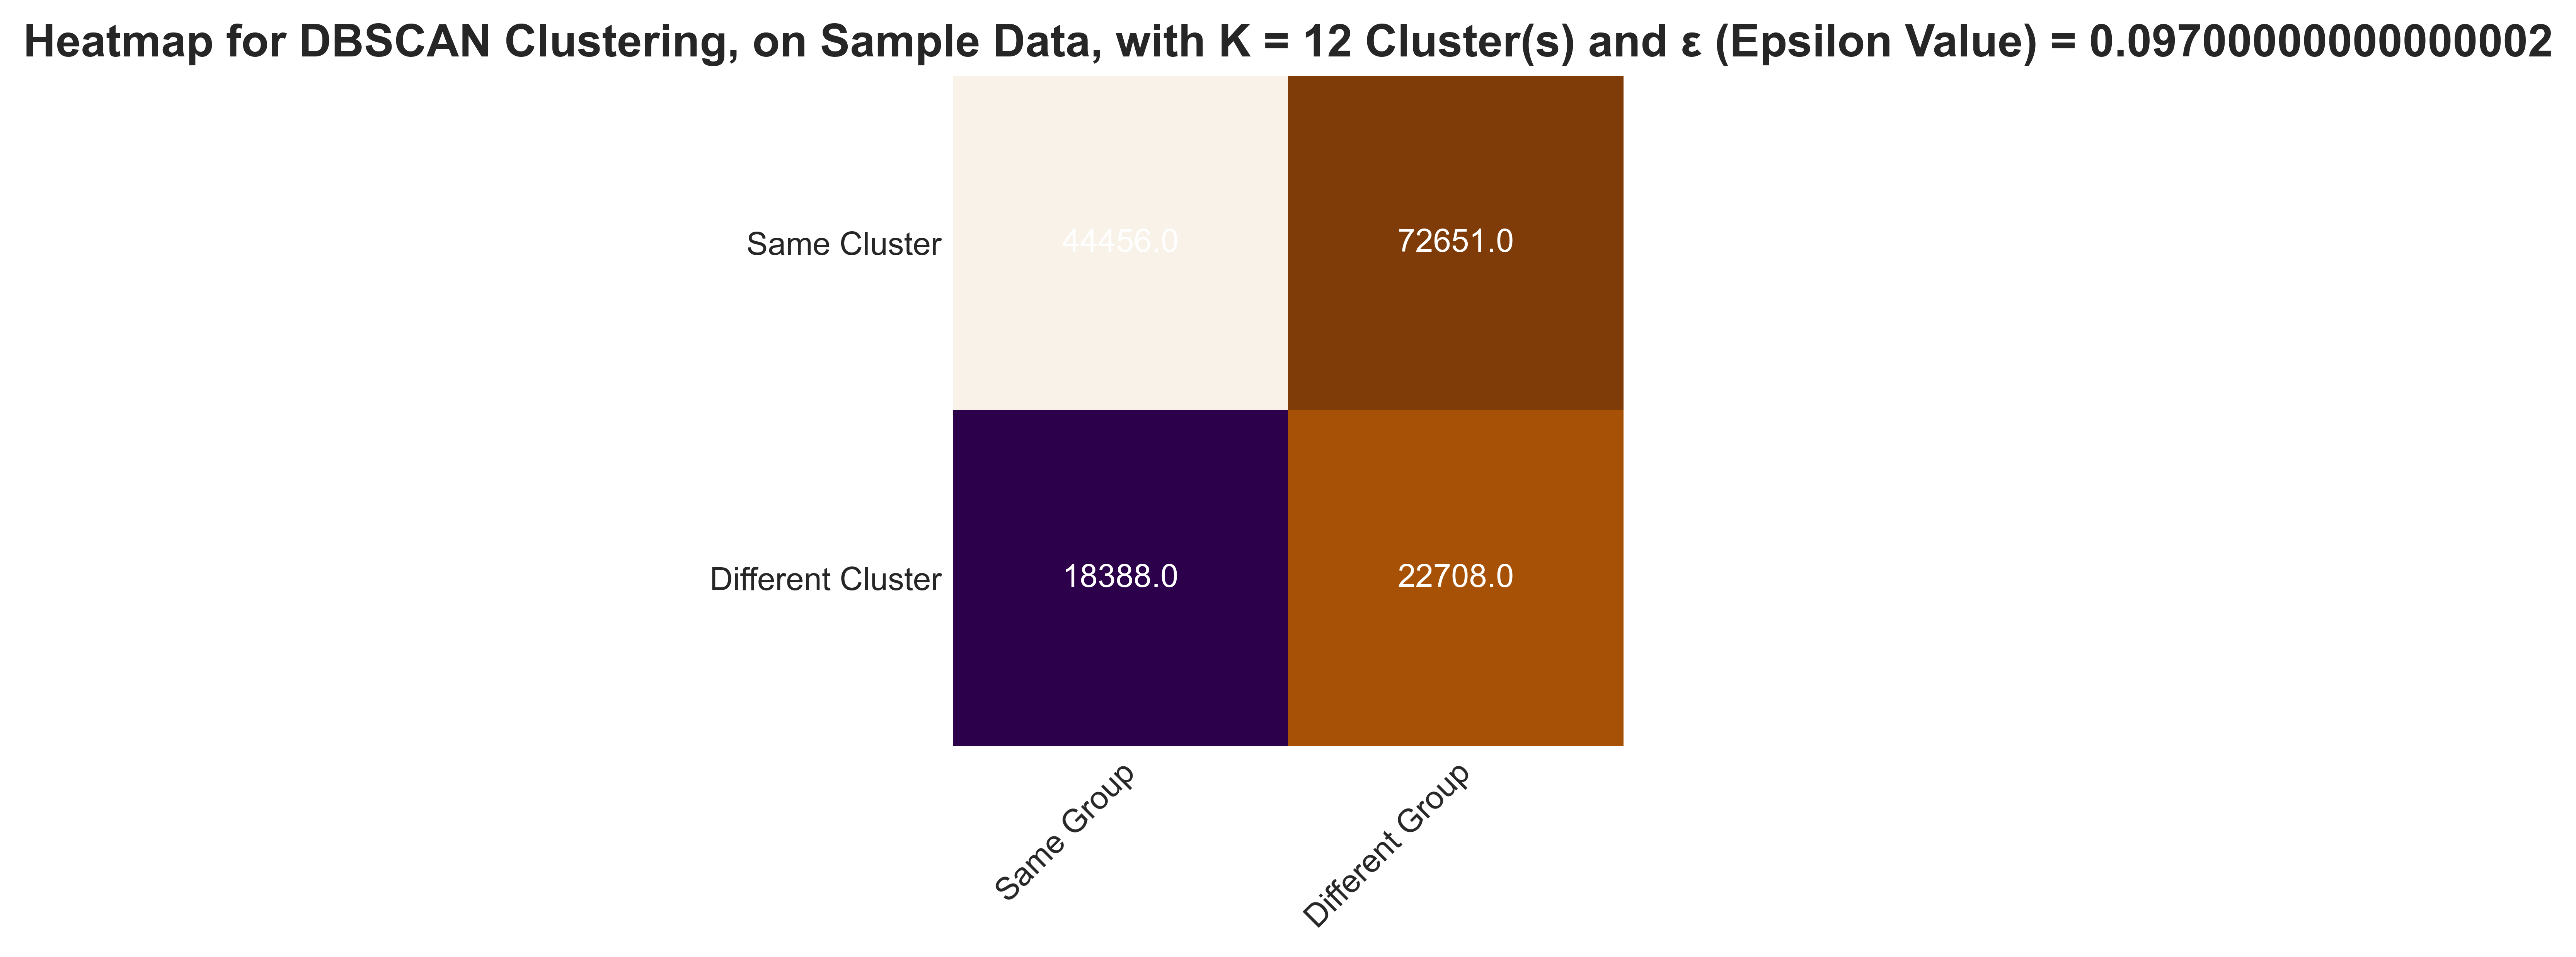 Heatmap for DBSCAN Clustering, on Sample Data, with K = 12 Cluster(s) and ε (Epsilon Value) = 0.09700000000000002
Same Cluster
44456.0
72651.0
Different Cluster
18388.0
22708.0
Same Group
Different Group